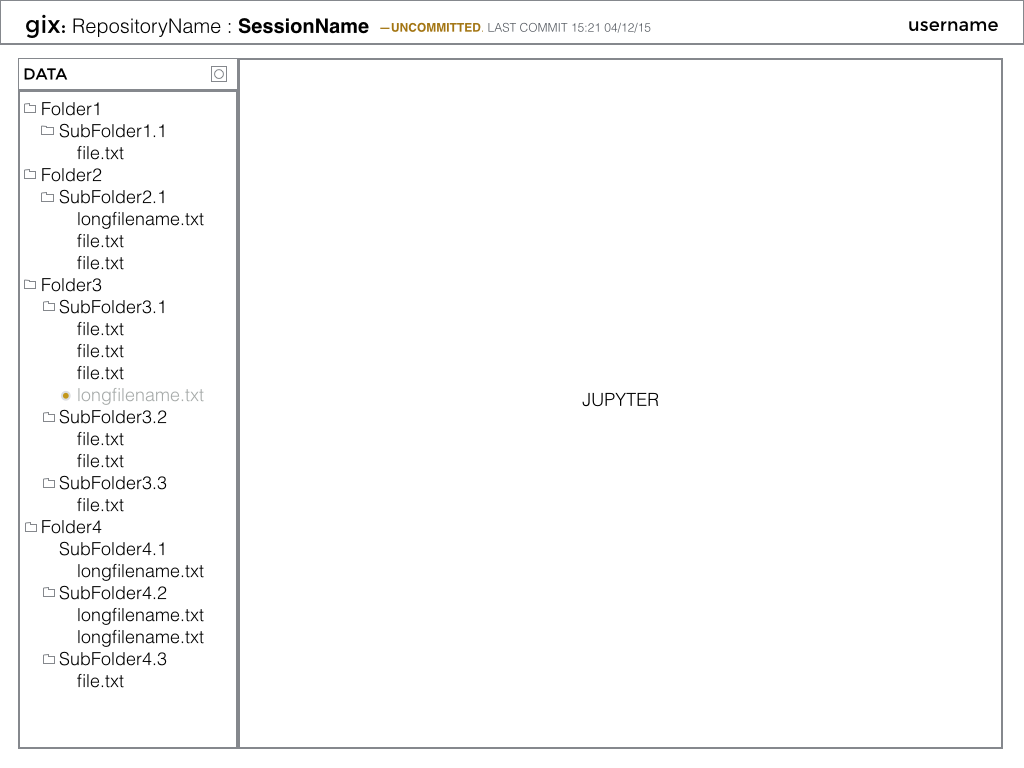 gix: RepositoryName : SessionName —UNCOMMITTED. LAST COMMIT 15:21 04/12/15 username
DATA
Folder1
SubFolder1.1
file.txt
Folder2
SubFolder2.1
longfilename.txt
file.txt
file.txt
Folder3
SubFolder3.1
file.txt
file.txt
file.txt
longfilename.txt
SubFolder3.2
file.txt
file.txt
SubFolder3.3
file.txt
Folder4
SubFolder4.1
longfilename.txt
SubFolder4.2
longfilename.txt
longfilename.txt
SubFolder4.3
file.txt
JUPYTER